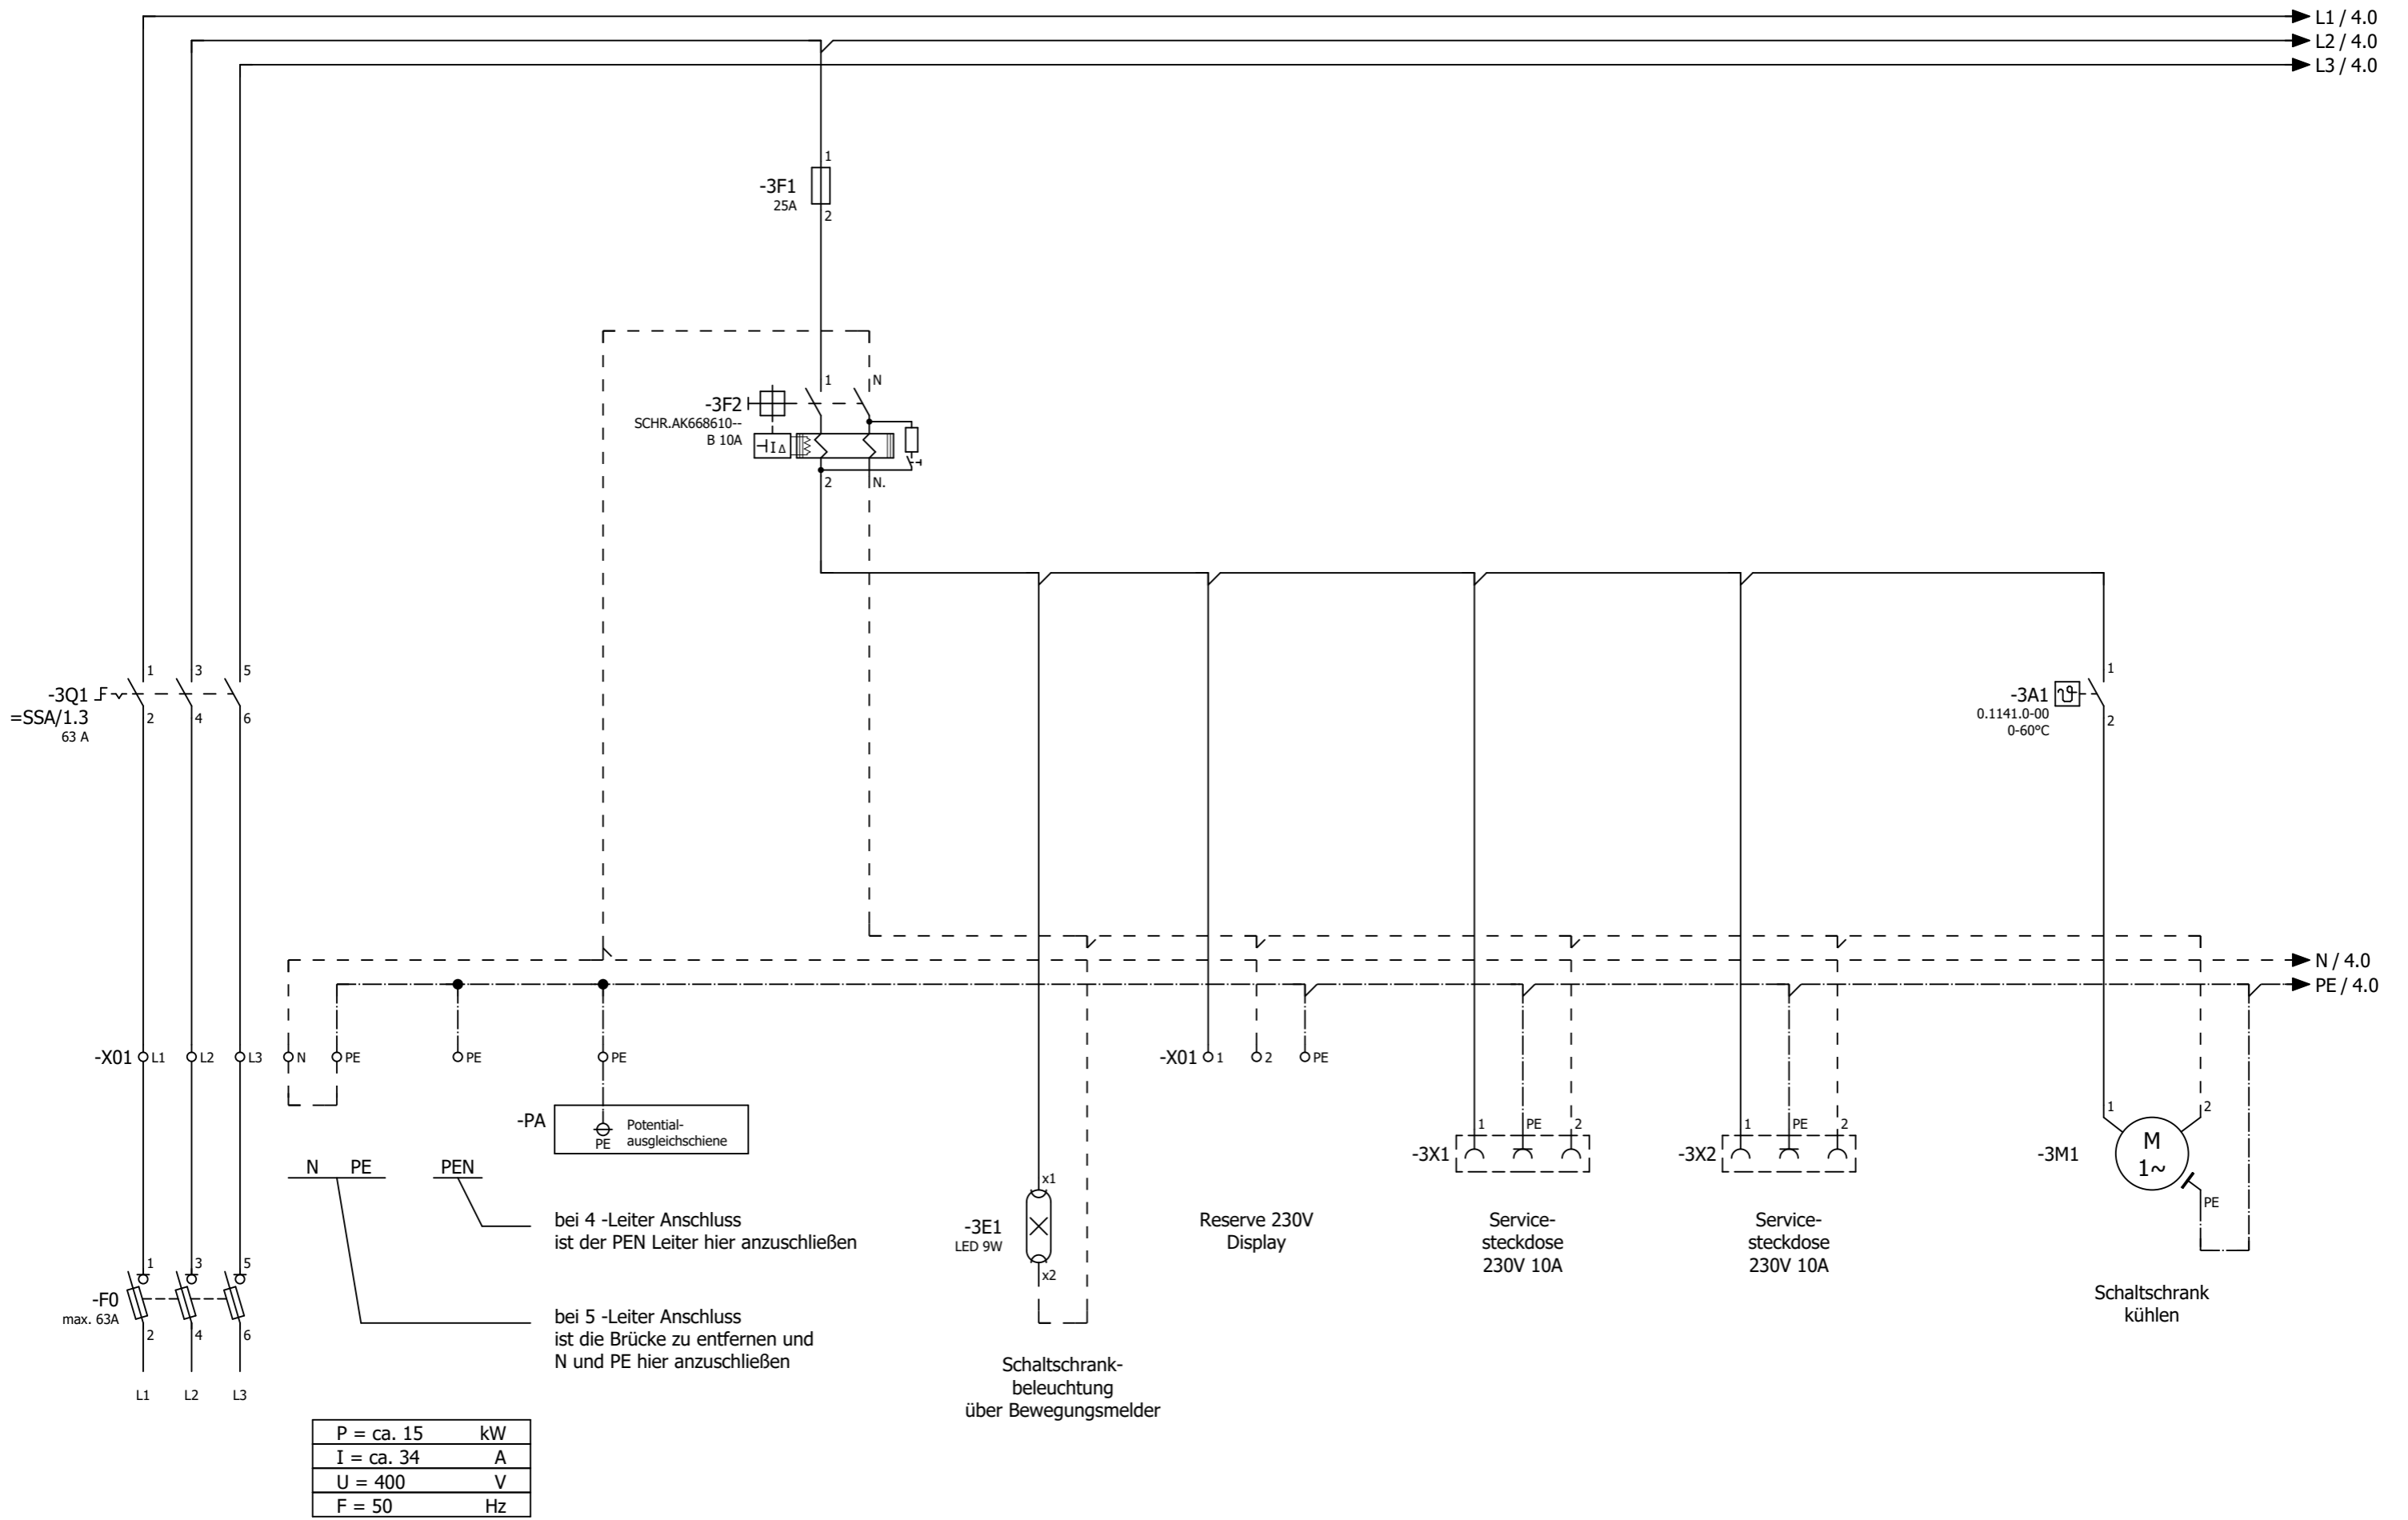 L1 / 4.0
L2 / 4.0
L3 / 4.0
1
-3F1
25A
2
1
N
-3F2
SCHR.AK668610--
B 10A
I Δ
2
N.
1
3
5
-3Q1
=SSA/1.3
63 A
2
4
6
1
-3A1
ϑ
0.1141.0-00
0-60°C
2
N / 4.0
PE / 4.0
-X01
L1
L2
L3
N
PE
PE
PE
-X01
1
2
PE
-PA
PE
Potential-
ausgleichschiene
1
PE
2
-3X1
1
PE
2
-3X2
1
2
-3M1
M
1~
PE
N
PE
PEN
bei 4 -Leiter Anschluss
ist der PEN Leiter hier anzuschließen
x1
-3E1
LED 9W
x2
Reserve 230V
Display
Service-
steckdose
230V 10A
Service-
steckdose
230V 10A
Schaltschrank
kühlen
1
3
5
-F0
max. 63A
2
4
6
bei 5 -Leiter Anschluss
ist die Brücke zu entfernen und
N und PE hier anzuschließen
L1
L2
L3
Schaltschrank-
beleuchtung
über Bewegungsmelder
P = ca. 15 kW
I = ca. 34 A
U = 400 V
F = 50 Hz